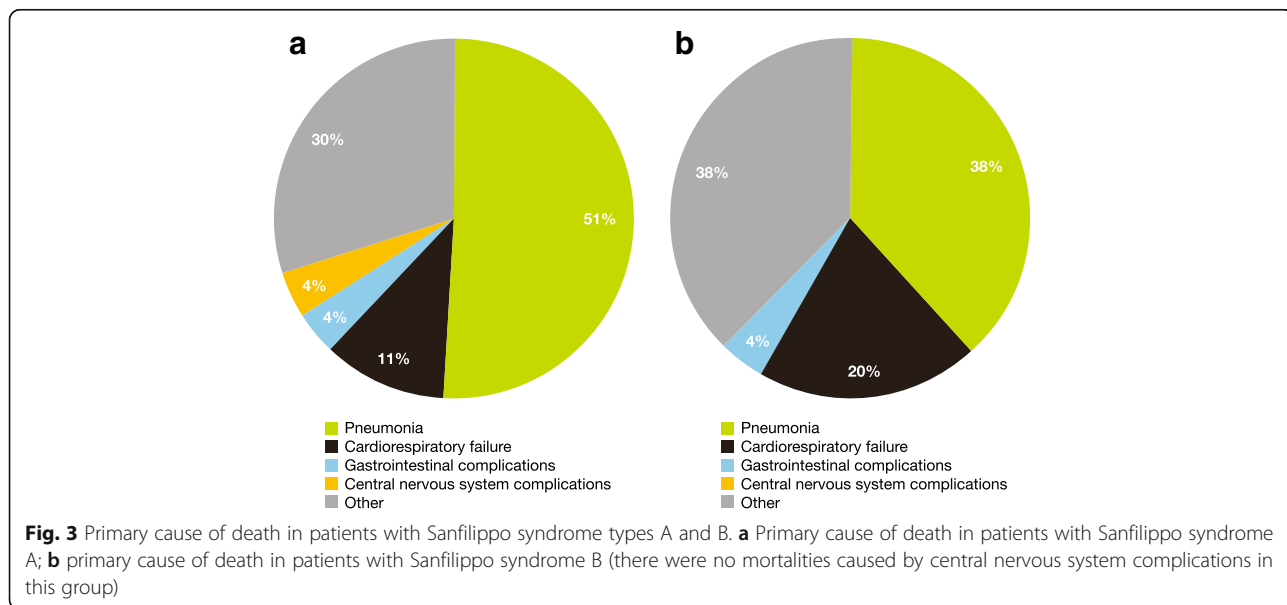 a
30%
51%
4%
4%
11%
Pneumonia
Cardiorespiratory failure
Gastrointestinal complications
Central nervous system complications
Other
b
38%
38%
4%
20%
Pneumonia
Cardiorespiratory failure
Gastrointestinal complications
Central nervous system complications
Other
Fig. 3 Primary cause of death in patients with Sanfilippo syndrome types A and B. a Primary cause of death in patients with Sanfilippo syndrome
A; b primary cause of death in patients with Sanfilippo syndrome B (there were no mortalities caused by central nervous system complications in
this group)